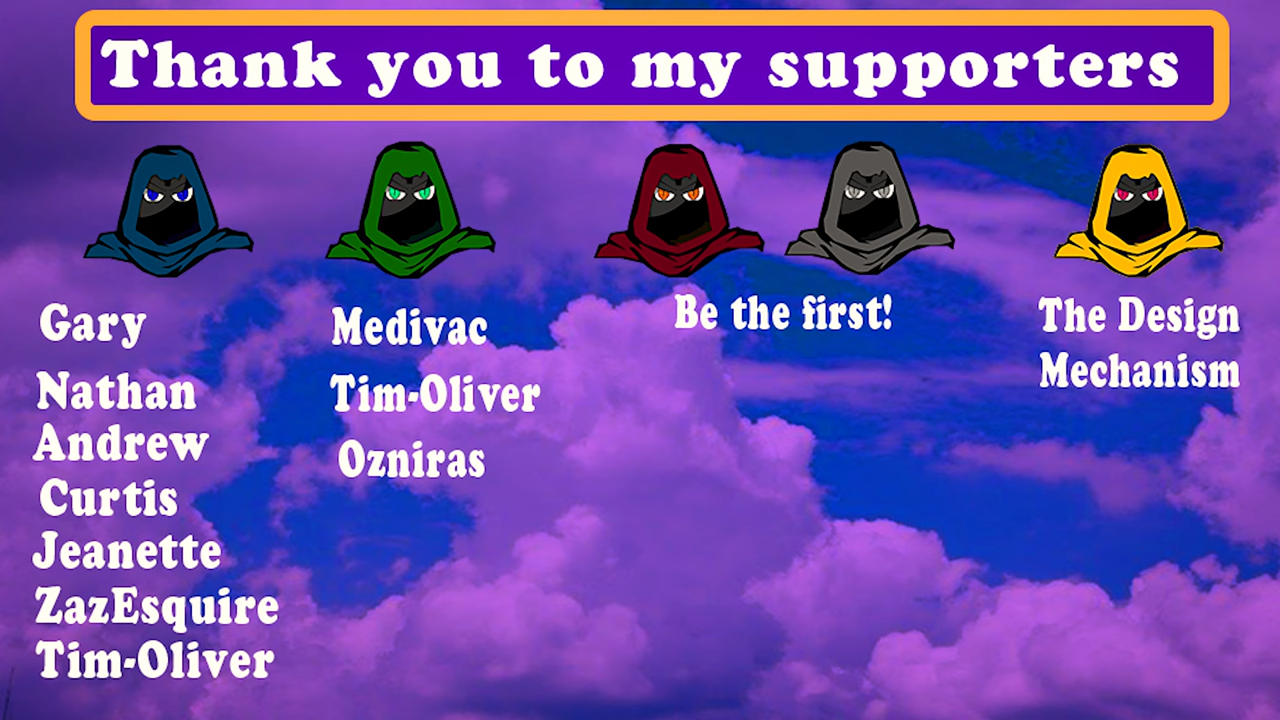 Thank you to my supporters
Gary
Nathan
Andrew
Curtis
Jeanette
ZazEsquire
Tim-Oliver
Medivac
Tim-Oliver
Ozniras
Be the first!
The Design
Mechanism